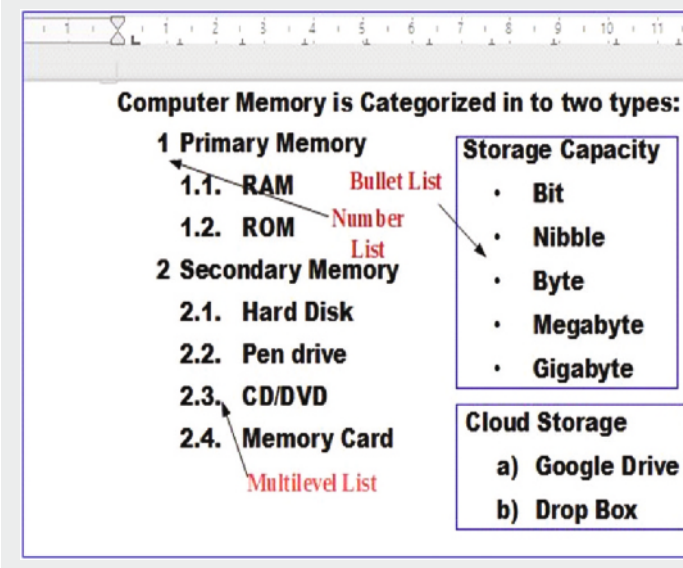 1 1 2 3 4 5 6 7 8 9 10 11
Computer Memory is Categorized in to two types:
1 Primary Memory
1.1. RAM
1.2. ROM
2 Secondary Memory
2.1. Hard Disk
2.2. Pen drive
2.3. CD/DVD
2.4. Memory Card
Number
List
Multilevel List
Bullet List
Storage Capacity
• Bit
• Nibble
• Byte
• Megabyte
• Gigabyte
Cloud Storage
a) Google Drive
b) Drop Box